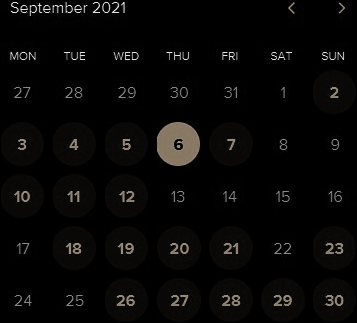 September 2021
MON TUE WED THU FRI SAT SUN
27 28 29 30 31 1 2
3 4 5 6 7 8 9
10 11 12 13 14 15 16
17 18 19 20 21 22 23
24 25 26 27 28 29 30